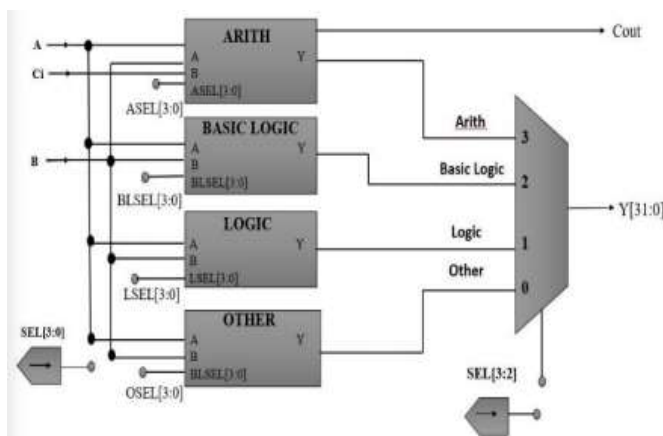 ARITH
A
Y
B
ASEL[3:0]
Cout
A
Ci
ASEL[3:0]
BASIC LOGIC
A
Y
B
BLSEL[3:0]
B
BLSEL[3:0]
LOGIC
A
Y
B
LSEL[3:0]
LSEL[3:0]
OTHER
A
Y
B
BLSEL[3:0]
OSEL[3:0]
SEL[3:0]
Arith
3
Basic Logic
2
Logic
1
Other
0
Y[31:0]
SEL[3:2]